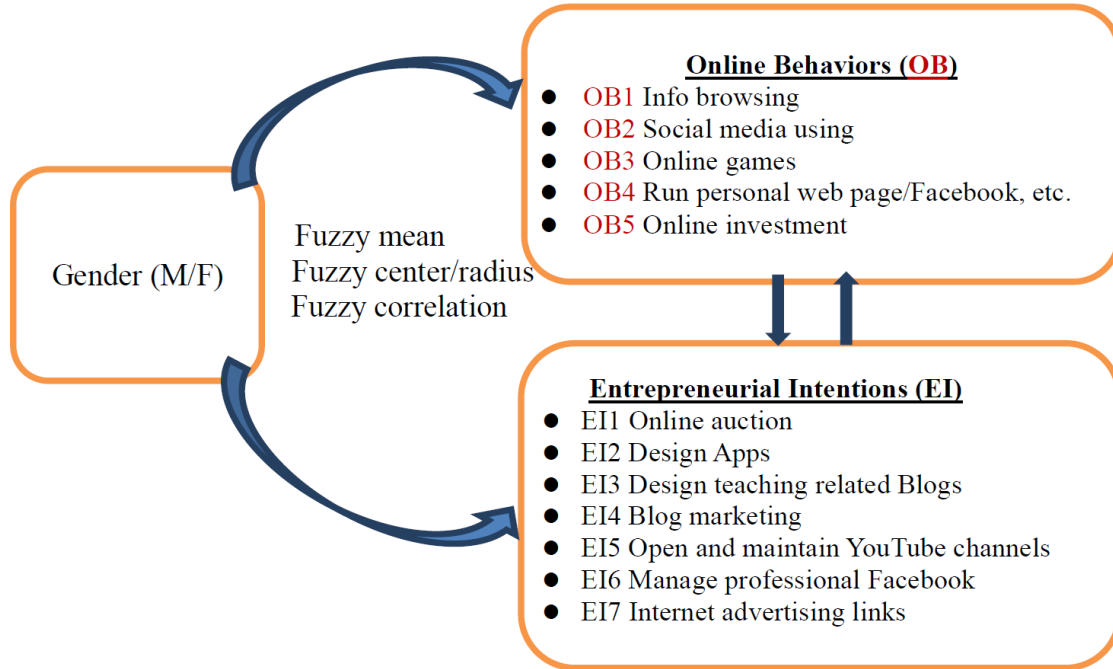 Gender (M/F)
Fuzzy mean
Fuzzy center/radius
Fuzzy correlation
Online Behaviors (OB)
● OB1 Info browsing
● OB2 Social media using
● OB3 Online games
● OB4 Run personal web page/Facebook, etc.
● OB5 Online investment
Entrepreneurial Intentions (EI)
● EI1 Online auction
● EI2 Design Apps
● EI3 Design teaching related Blogs
● EI4 Blog marketing
● EI5 Open and maintain YouTube channels
● EI6 Manage professional Facebook
● EI7 Internet advertising links